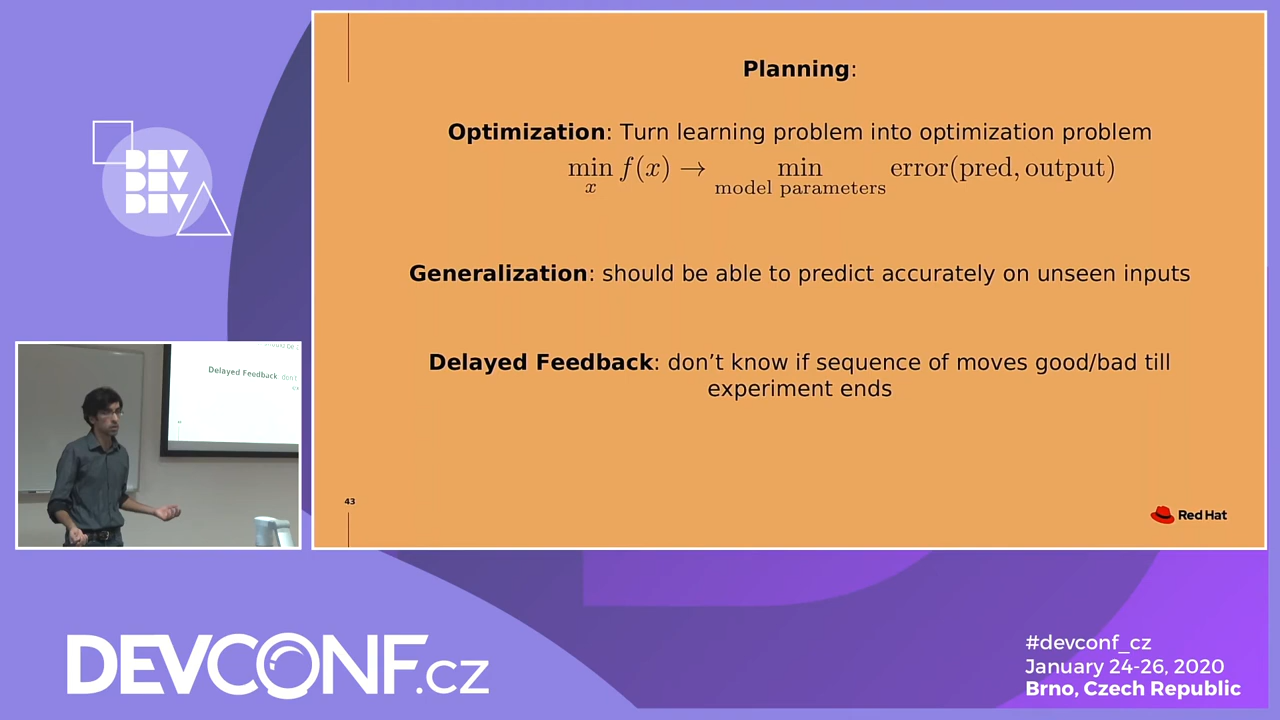 DEV
DEV
Planning:
Optimization: Turn learning problem into optimization problem
min f(x) → min error(pred, output)
x model parameters
Generalization: should be able to predict accurately on unseen inputs
Delayed Feedback: don’t know if sequence of moves good/bad till
experiment ends
43
Red Hat
Delayed Feedback
DEVCONF.cz
#devconf_cz
January 24-26, 2020
Brno, Czech Republic